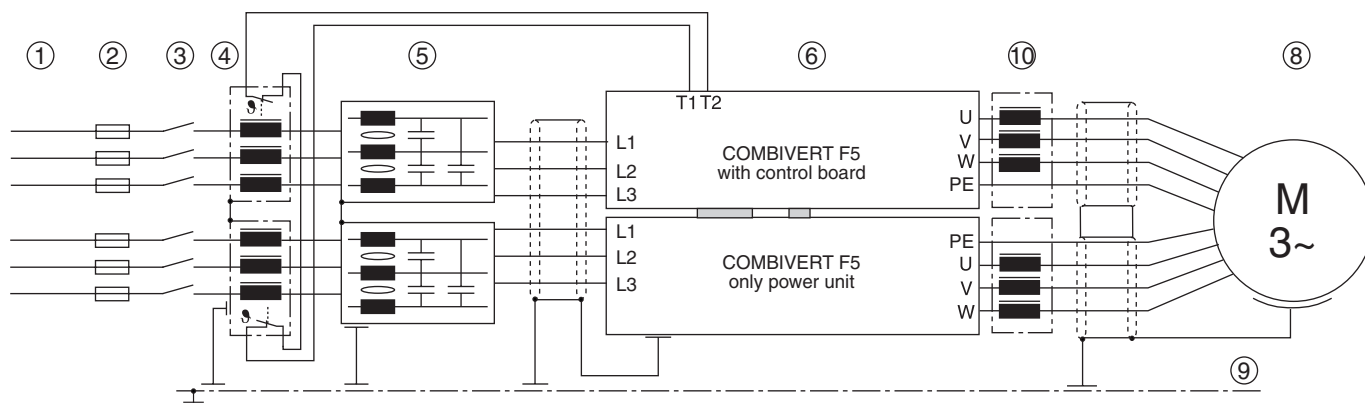 ① ② ③ ④ ⑤ ⑥ ⑩ ⑧
T1 T2
ϑ
L1
L2
L3
COMBIVERT F5
with control board
U
V
W
PE
M
3~
L1
L2
L3
COMBIVERT F5
only power unit
PE
U
V
W
ϑ
⑨